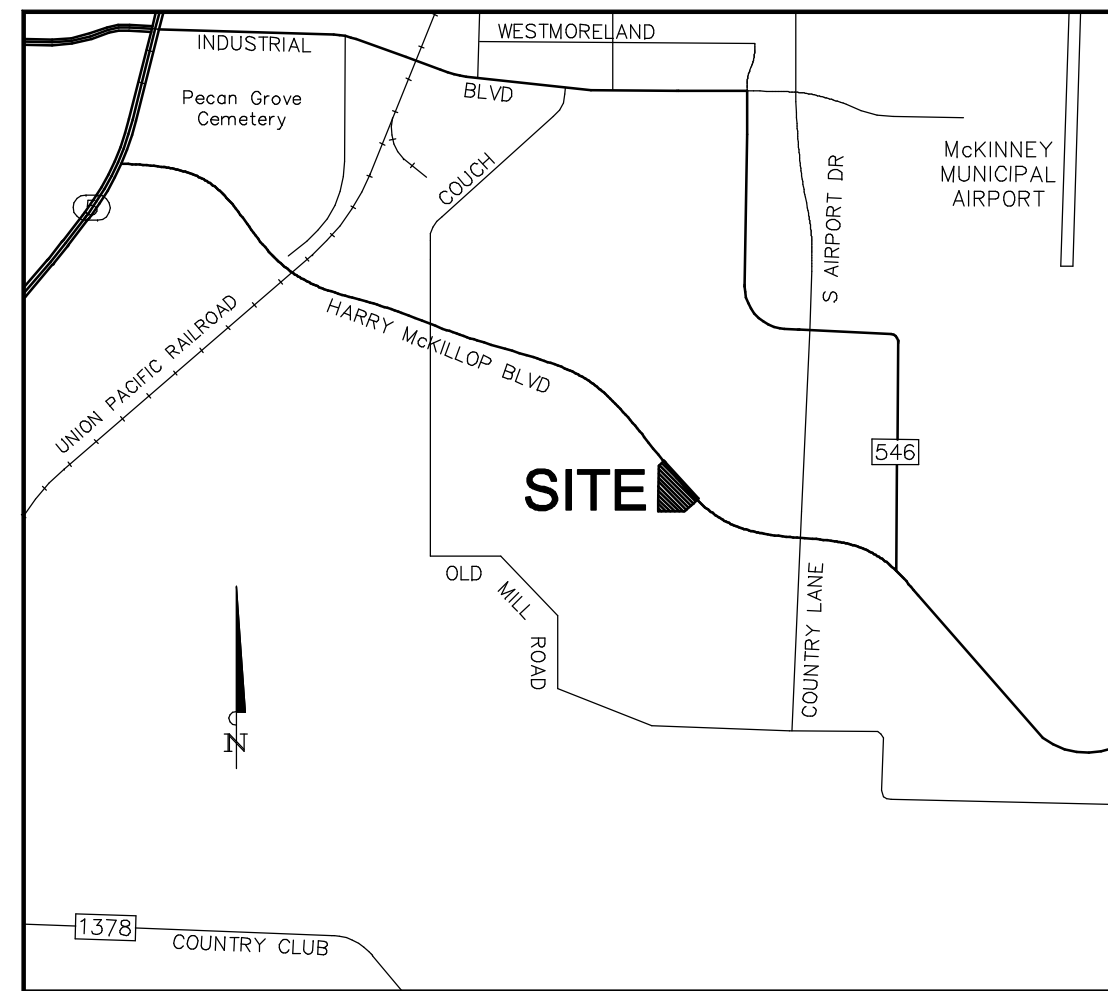 WESTMORELAND
INDUSTRIAL
BLVD
Pecan Grove
Cemetery
COUCH
McKINNEY
MUNICIPAL
AIRPORT
S AIRPORT DR
5
UNION PACIFIC RAILROAD
HARRY McKILLOP BLVD
546
SITE
OLD
MILL
ROAD
COUNTRY LANE
N
1378
COUNTRY CLUB